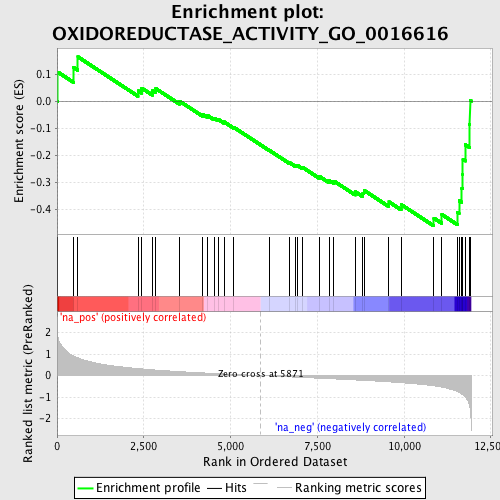 Enrichment plot:
OXIDOREDUCTASE_ACTIVITY_GO_0016616
Enrichment score (ES)
0.1
0.0
-0.1
-0.2
-0.3
-0.4
'na_pos' (positively correlated)
Ranked list metric (PreRanked)
2
1
0
-1
-2
Zero cross at 5871
'na_neg' (negatively correlated)
0
2,500
5,000
7,500
10,000
12,500
Rank in Ordered Dataset
Enrichment profile
Hits
Ranking metric scores